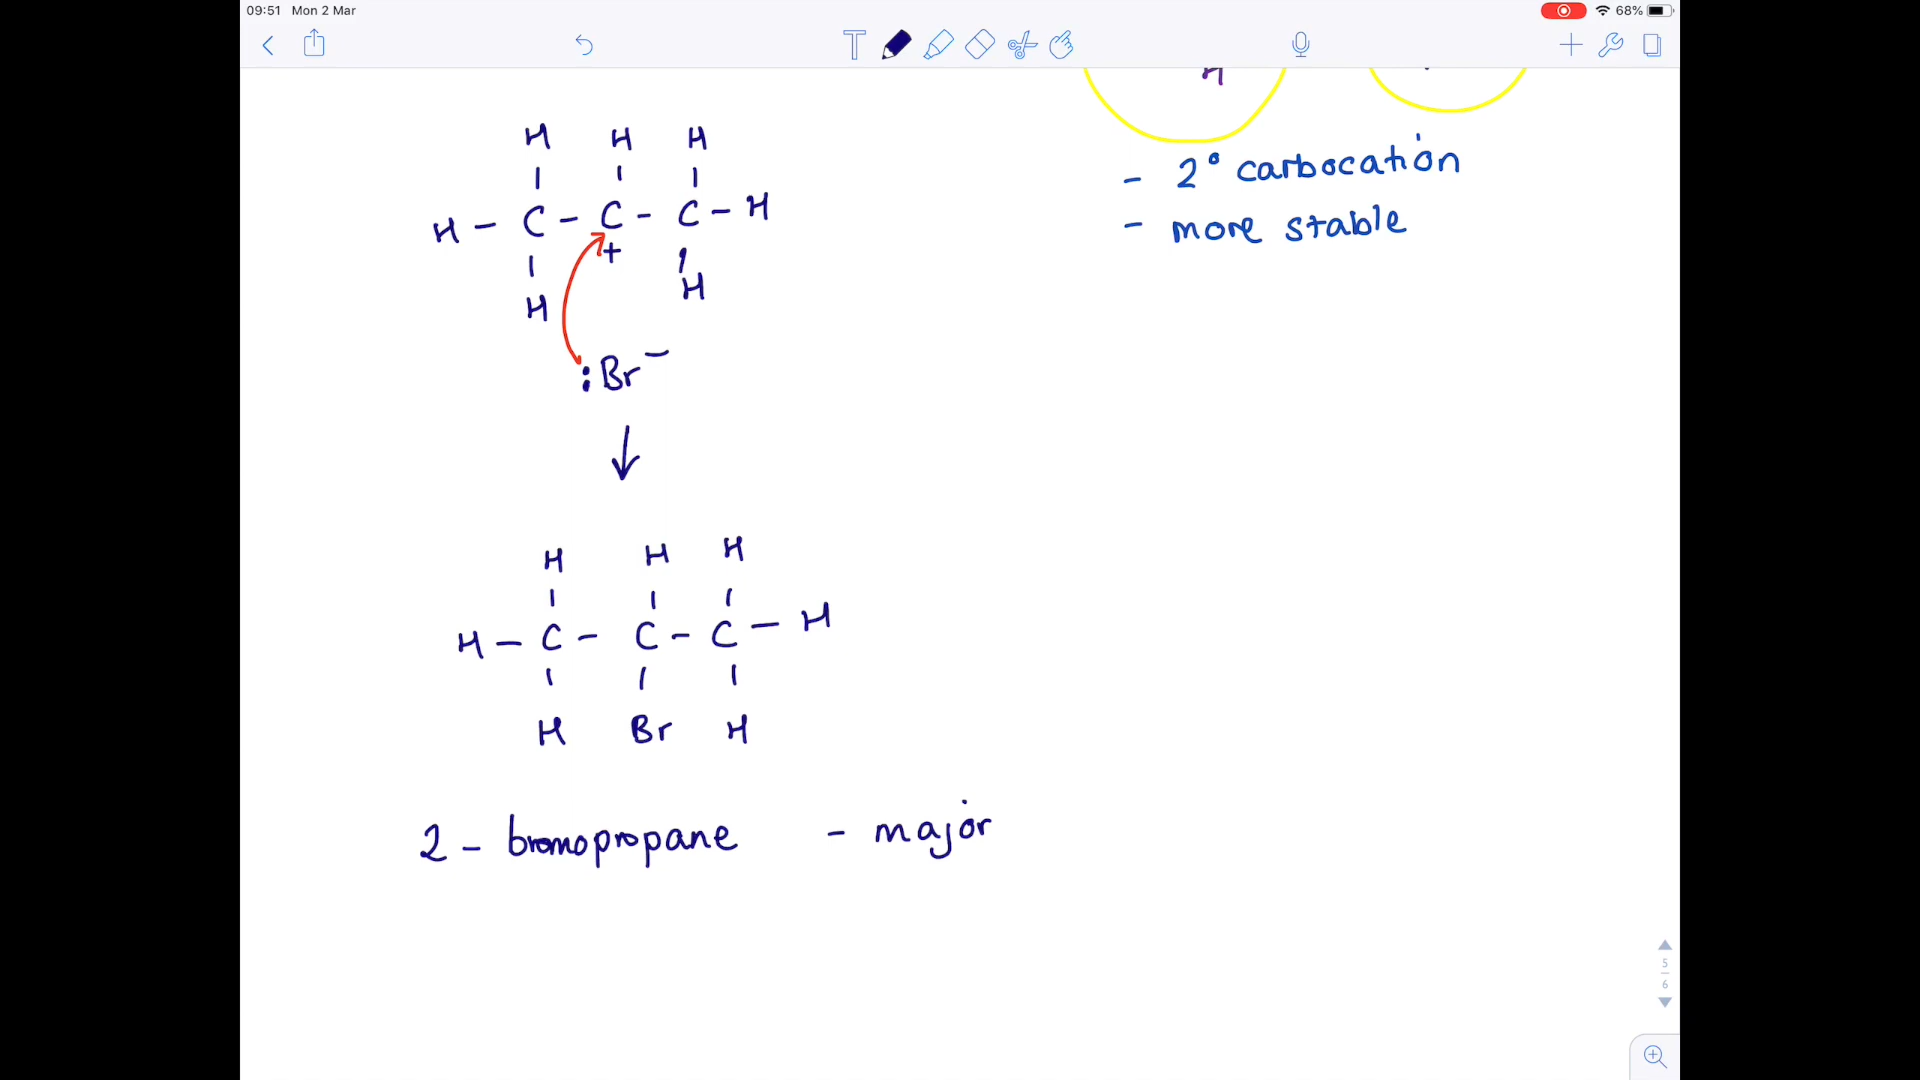 09:51 Mon 2 Mar
68%
T
H
- 2° carbocation
- more stable
H H H
H - C - C - C - H
+
H H
:Br⁻
H H H
H - C - C - C - H
H Br H
2 - bromopropane - major
5
6